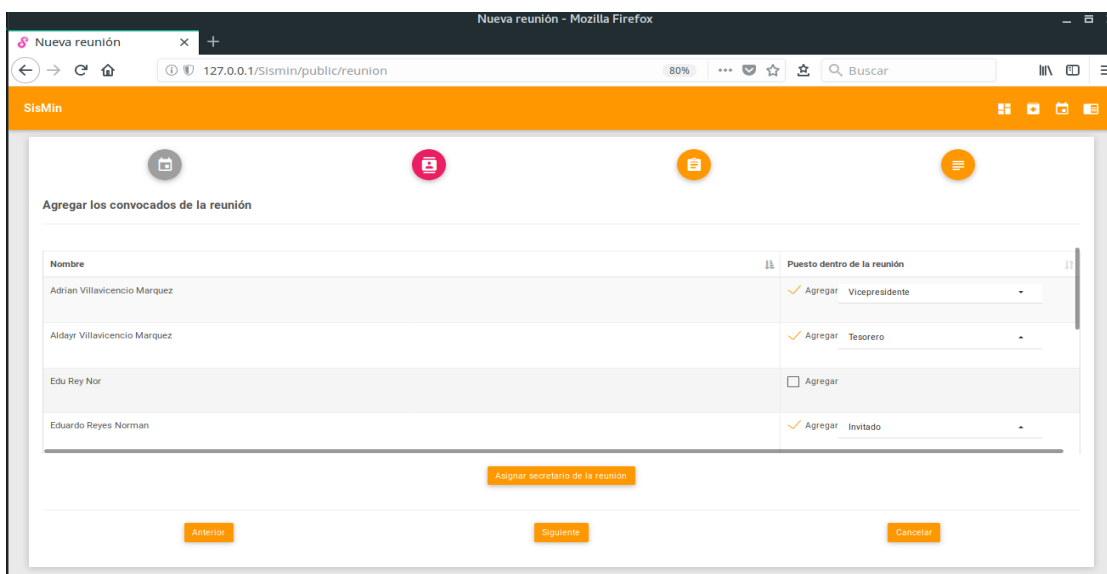 Nueva reunión - Mozilla Firefox
Nueva reunión
127.0.0.1/Sismin/public/reunion
80%
Buscar
SisMin
Agregar los convocados de la reunión
Nombre
Puesto dentro de la reunión
Adrian Villavicencio Marquez
Agregar
Vicepresidente
Aldayr Villavicencio Marquez
Agregar
Tesorero
Edu Rey Nor
Agregar
Eduardo Reyes Norman
Agregar
Invitado
Asignar secretario de la reunión
Anterior
Siguiente
Cancelar